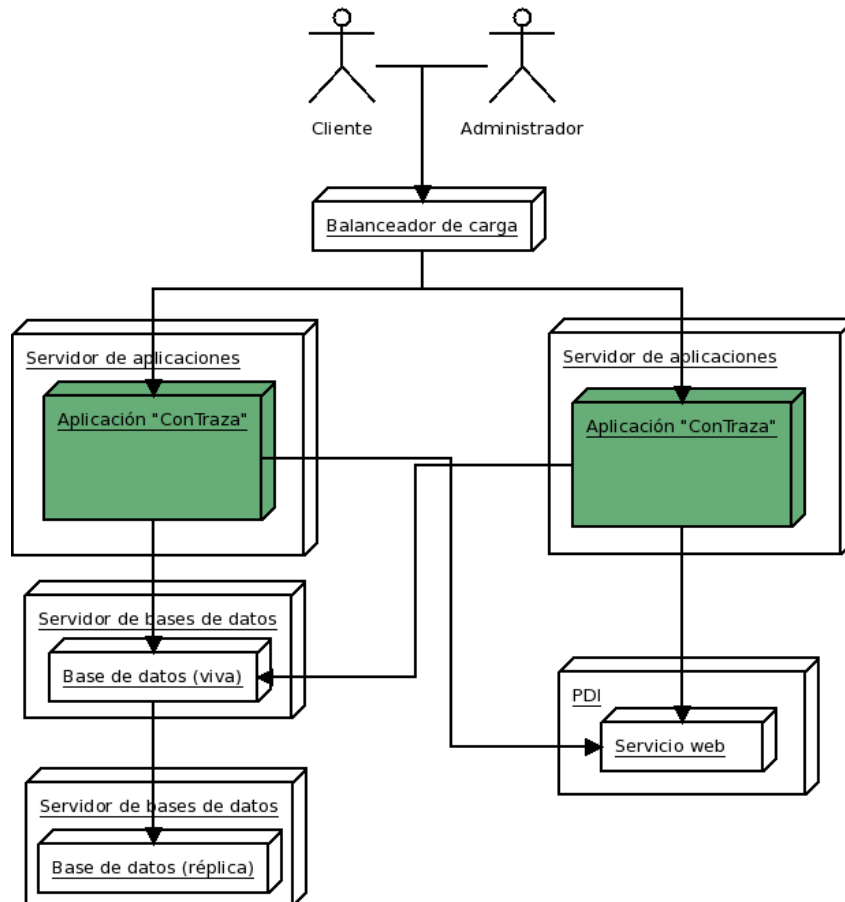 Cliente
Administrador
Balanceador de carga
Servidor de aplicaciones
Aplicación "ConTraza"
Servidor de aplicaciones
Aplicación "ConTraza"
Servidor de bases de datos
Base de datos (viva)
PDI
Servicio web
Servidor de bases de datos
Base de datos (réplica)